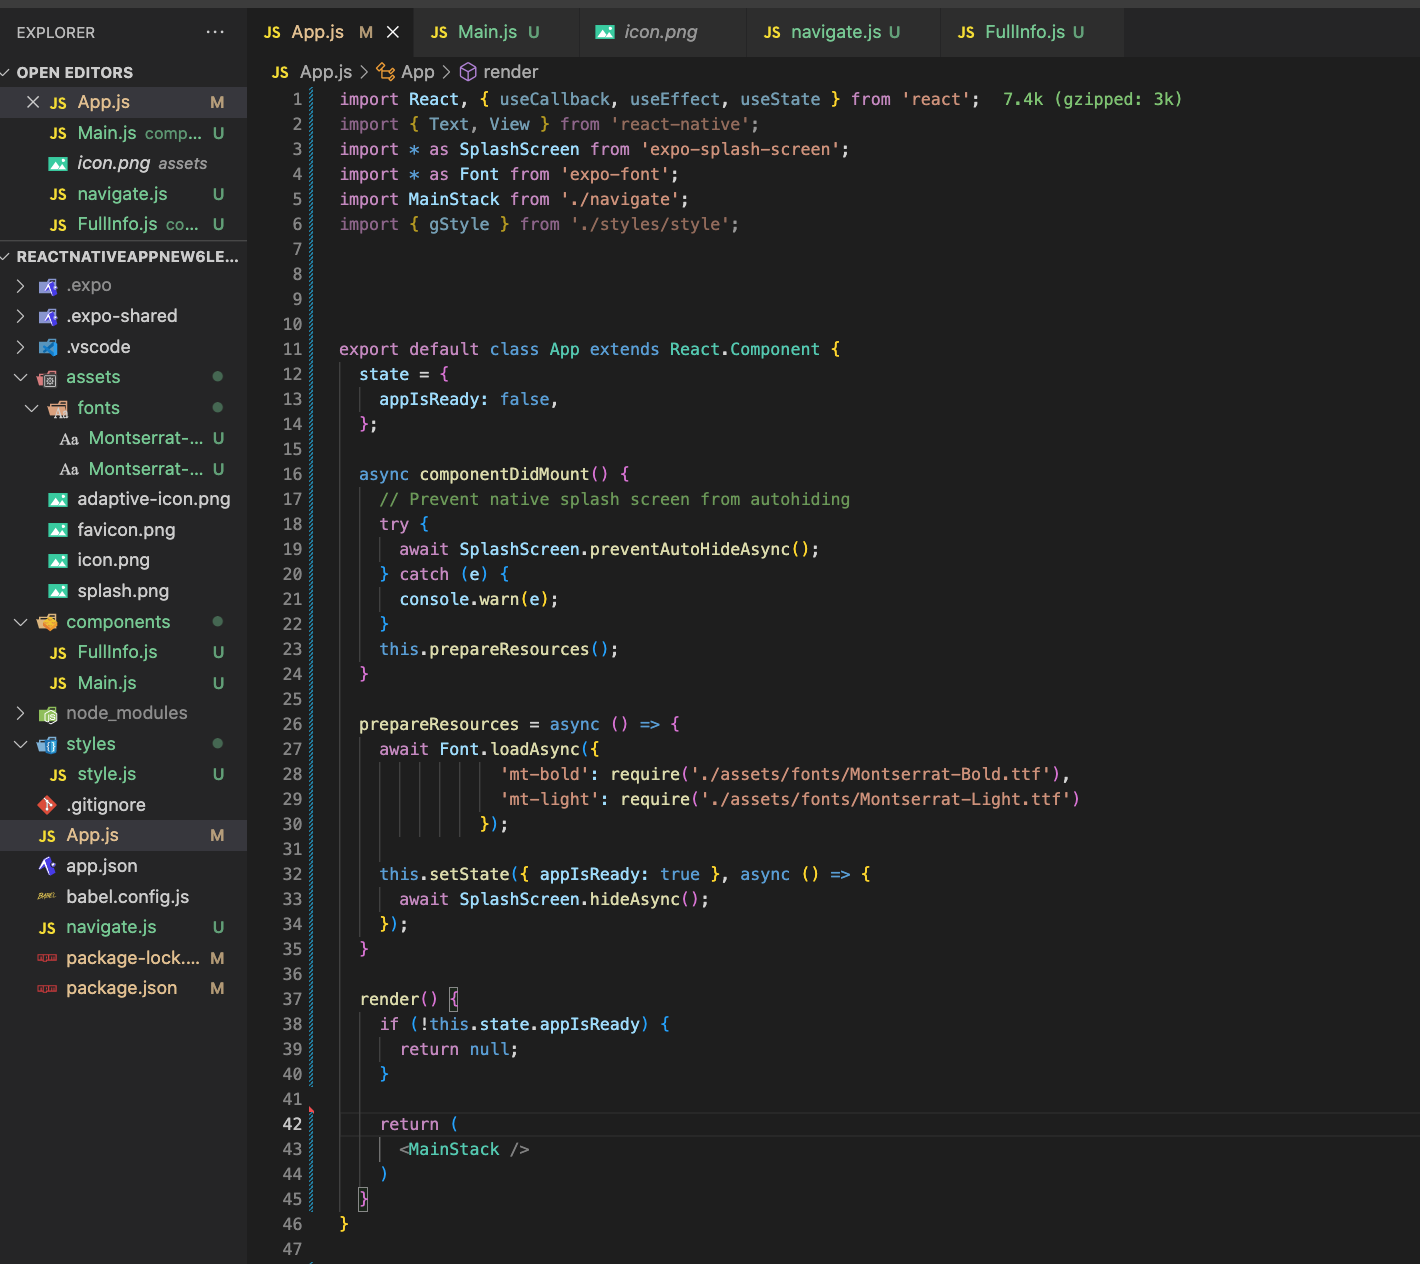 EXPLORER ···
OPEN EDITORS
JS App.js M
JS Main.js comp... U
icon.png assets
JS navigate.js U
JS FullInfo.js co... U
REACTNATIVEAPPNEW6LE...
.expo
.expo-shared
.vscode
assets
fonts
Aa Montserrat-... U
Aa Montserrat-... U
adaptive-icon.png
favicon.png
icon.png
splash.png
components
JS FullInfo.js U
JS Main.js U
node_modules
styles
JS style.js U
.gitignore
JS App.js M
app.json
BABEL babel.config.js
JS navigate.js U
package-lock.... M
package.json M
JS App.js M
JS Main.js U
icon.png
JS navigate.js U
JS FullInfo.js U
JS App.js > App > render
1 import React, { useCallback, useEffect, useState } from 'react'; 7.4k (gzipped: 3k)
2 import { Text, View } from 'react-native';
3 import * as SplashScreen from 'expo-splash-screen';
4 import * as Font from 'expo-font';
5 import MainStack from './navigate';
6 import { gStyle } from './styles/style';
7
8
9
10
11 export default class App extends React.Component {
12 state = {
13 appIsReady: false,
14 };
15
16 async componentDidMount() {
17 // Prevent native splash screen from autohiding
18 try {
19 await SplashScreen.preventAutoHideAsync();
20 } catch (e) {
21 console.warn(e);
22 }
23 this.prepareResources();
24 }
25
26 prepareResources = async () => {
27 await Font.loadAsync({
28 'mt-bold': require('./assets/fonts/Montserrat-Bold.ttf'),
29 'mt-light': require('./assets/fonts/Montserrat-Light.ttf')
30 });
31
32 this.setState({ appIsReady: true }, async () => {
33 await SplashScreen.hideAsync();
34 });
35 }
36
37 render() {
38 if (!this.state.appIsReady) {
39 return null;
40 }
41
42 return (
43 <MainStack />
44 )
45 }
46 }
47